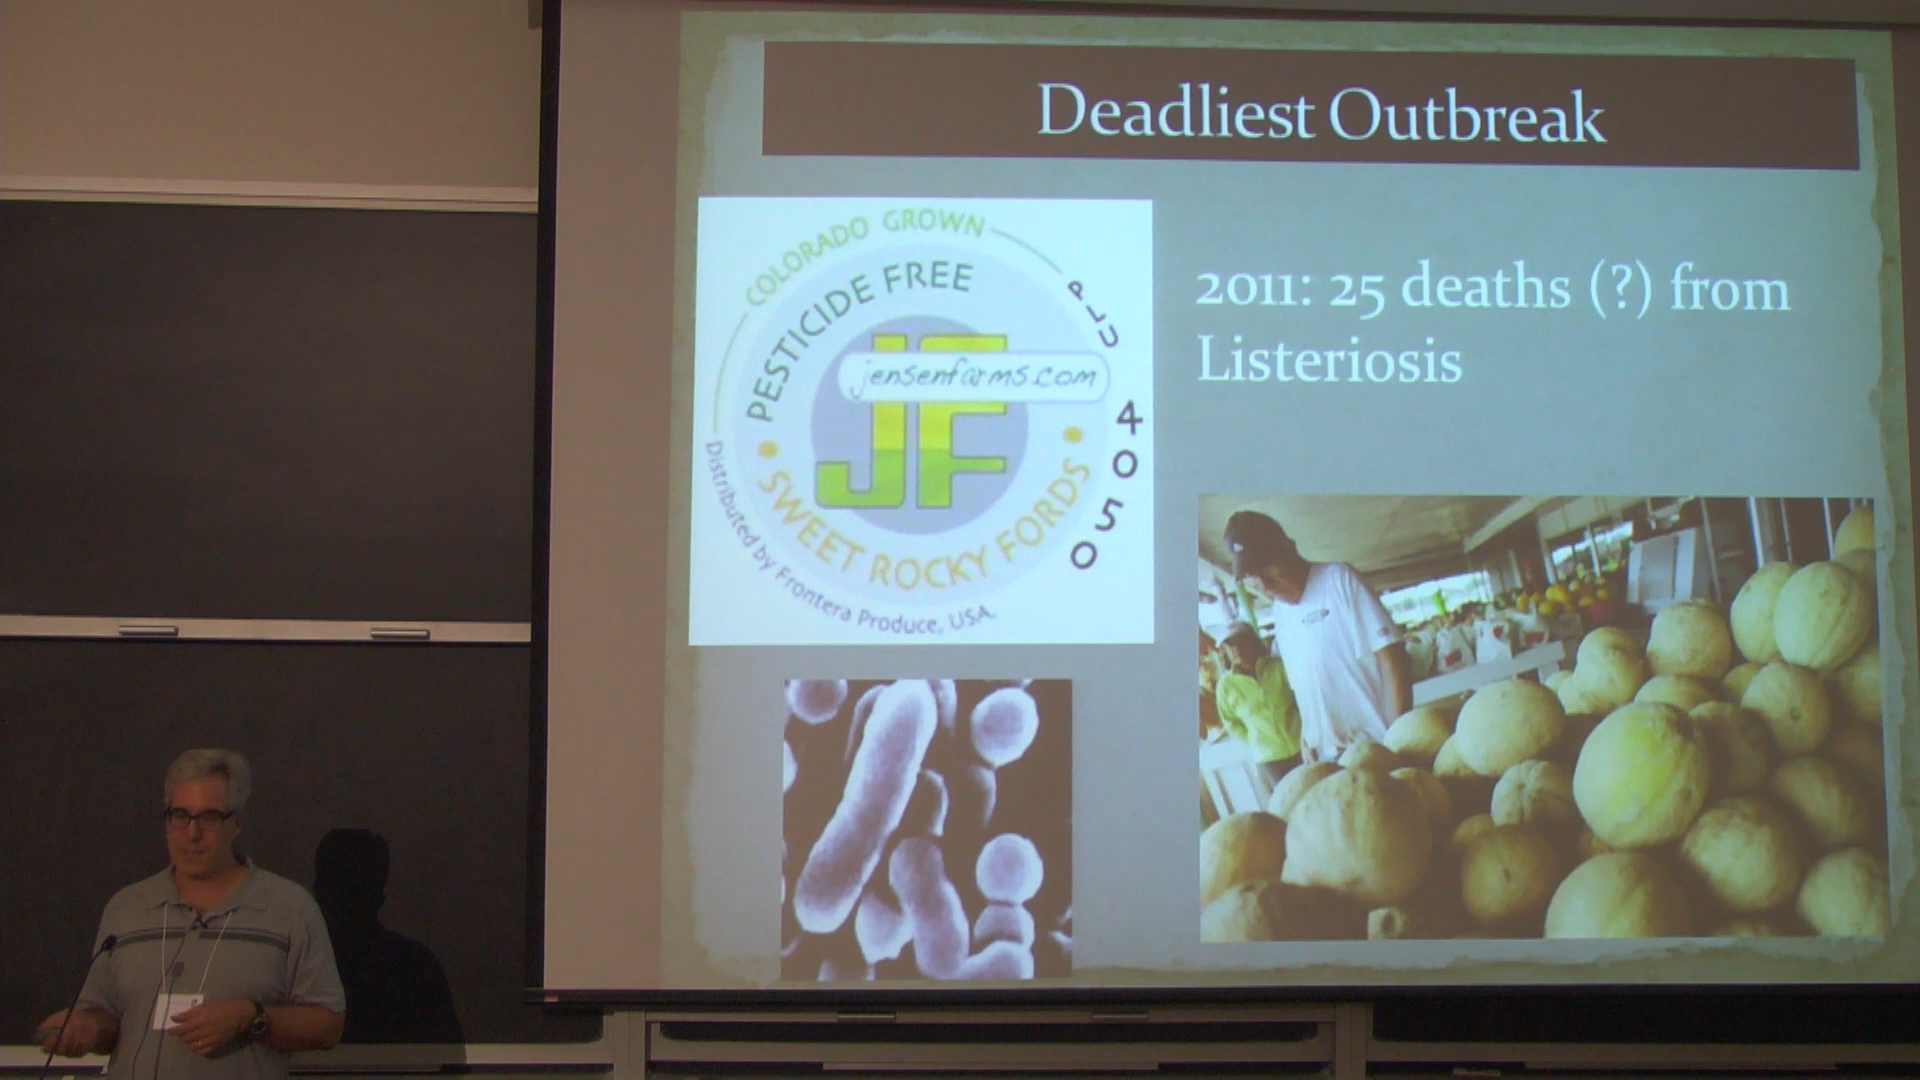 Deadliest Outbreak
COLORADO GROWN
PLU 4050
PESTICIDE FREE
JF
jensenfarms.com
SWEET ROCKY FORDS
Distributed by Frontera Produce, USA.
2011: 25 deaths (?) from
Listeriosis